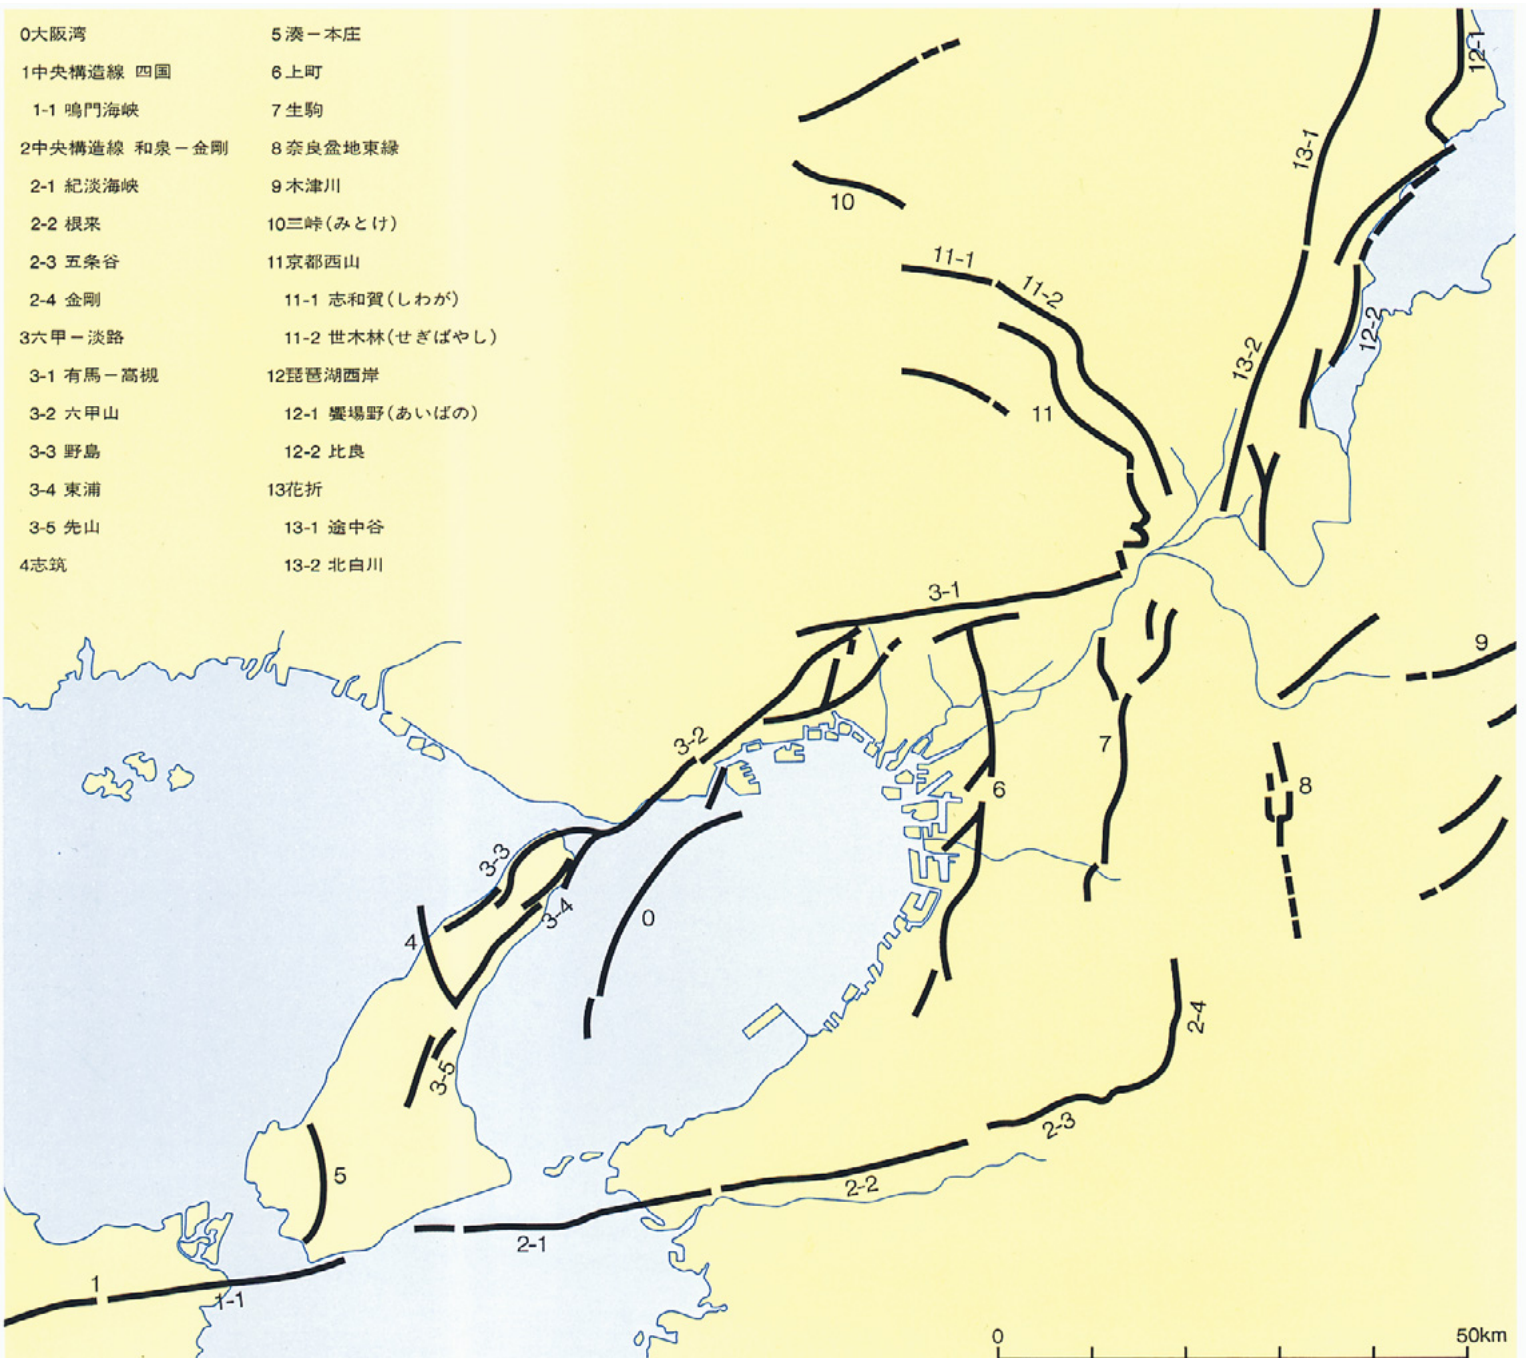 0大阪湾
1中央構造線 四国
1-1 鳴門海峡
2中央構造線 和泉－金剛
2-1 紀淡海峡
2-2 根来
2-3 五条谷
2-4 金剛
3六甲－淡路
3-1 有馬－高槻
3-2 六甲山
3-3 野島
3-4 東浦
3-5 先山
4志筑
5湊－本庄
6上町
7生駒
8奈良盆地東縁
9木津川
10三峠(みとけ)
11京都西山
11-1 志和賀(しわが)
11-2 世木林(せぎばやし)
12琵琶湖西岸
12-1 饗場野(あいばの)
12-2 比良
13花折
13-1 途中谷
13-2 北白川
12-1
13-1
10
11-1
11-2
12-2
13-2
11
3-1
9
3-2
7
6
8
3-3
3-4
0
4
2-4
3-5
2-3
5
2-2
2-1
1
1-1
0
50km